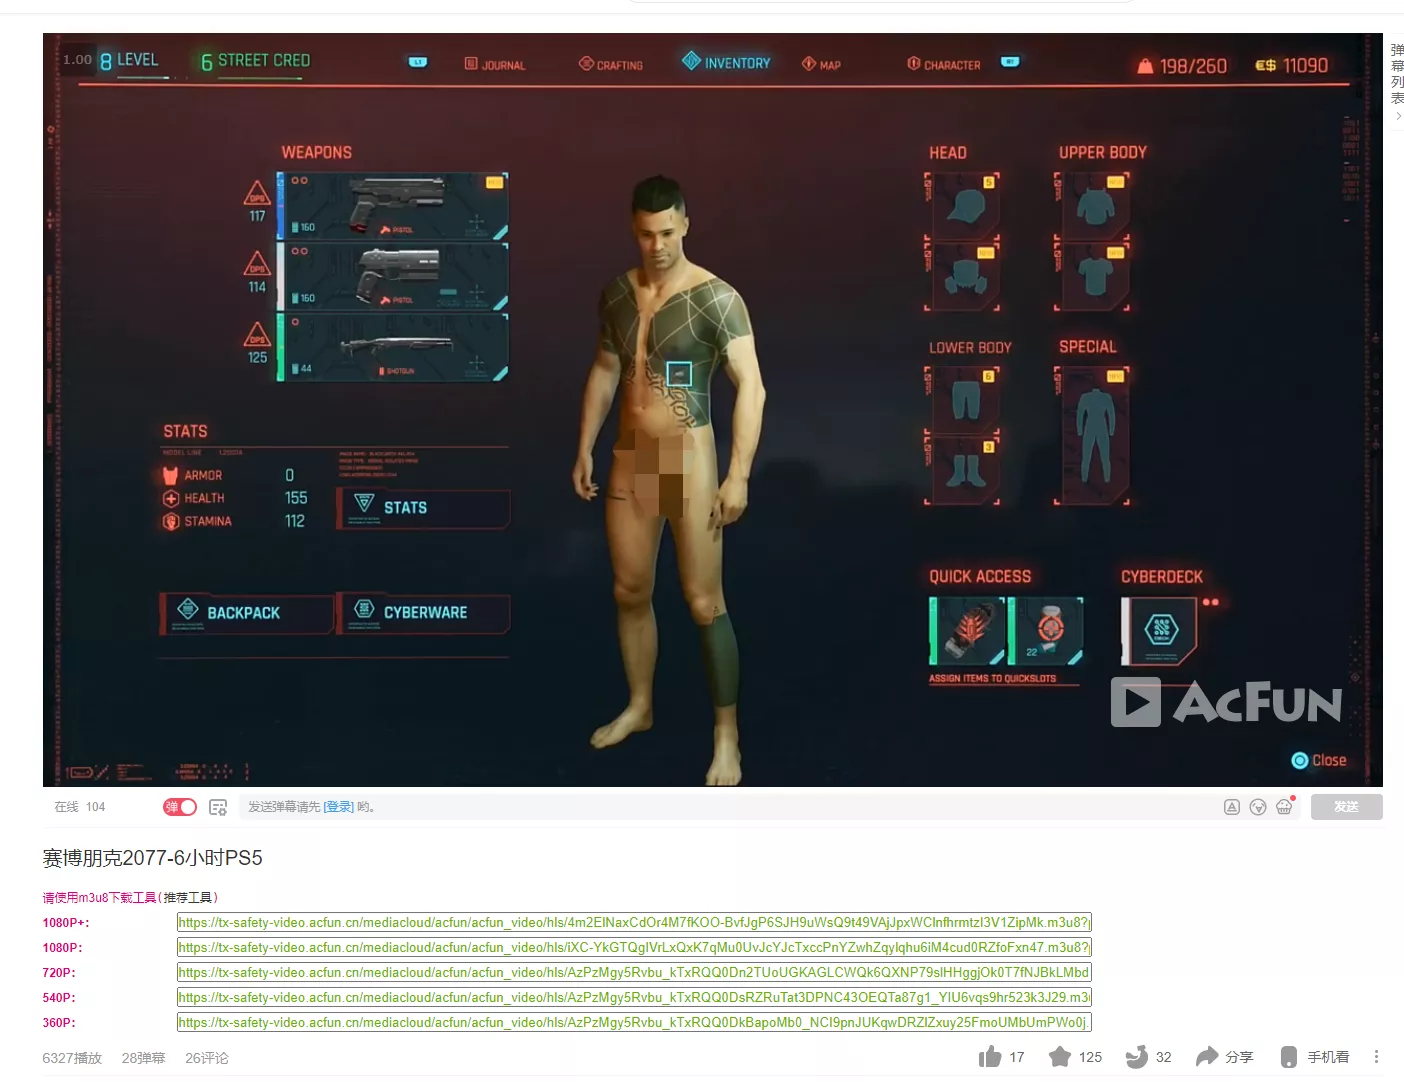 弹幕列表
1.00 8 LEVEL
6 STREET CRED
L1
JOURNAL
CRAFTING
INVENTORY
MAP
CHARACTER
R1
198/260
€$ 11090
WEAPONS
DPS
117
160
PISTOL
DPS
114
160
PISTOL
DPS
125
44
SHOTGUN
STATS
ARMOR 0
HEALTH 155
STAMINA 112
STATS
BACKPACK
CYBERWARE
HEAD
5
UPPER BODY
LOWER BODY
6
3
SPECIAL
QUICK ACCESS
22
ASSIGN ITEMS TO QUICKSLOTS
CYBERDECK
ACFUN
Close
在线 104
弹
发送弹幕请先 [登录] 哟。
发送
赛博朋克2077-6小时PS5
请使用m3u8下载工具(推荐工具)
1080P+: https://tx-safety-video.acfun.cn/mediacloud/acfun/acfun_video/hls/4m2EINaxCdOr4M7fKOO-BvfJgP6SJH9uWsQ9t49VAjJpxWCInfhrmtzI3V1ZipMk.m3u8?
1080P: https://tx-safety-video.acfun.cn/mediacloud/acfun/acfun_video/hls/iXC-YkGTQgIVrLxQxK7qMu0UvJcYJcTxccPnYZwhZqyIqhu6iM4cud0RZfoFxn47.m3u8?
720P: https://tx-safety-video.acfun.cn/mediacloud/acfun/acfun_video/hls/AzPzMgy5Rvbu_kTxRQQ0Dn2TUoUGKAGLCWQk6QXNP79slHHggjOk0T7fNJBkLMbd
540P: https://tx-safety-video.acfun.cn/mediacloud/acfun/acfun_video/hls/AzPzMgy5Rvbu_kTxRQQ0DsRZRuTat3DPNC43OEQTa87g1_YIU6vqs9hr523k3J29.m3
360P: https://tx-safety-video.acfun.cn/mediacloud/acfun/acfun_video/hls/AzPzMgy5Rvbu_kTxRQQ0DkBapoMb0_NCI9pnJUKqwDRZIZxuy25FmoUMbUmPWo0j.
6327播放 28弹幕 26评论
17 125 32 分享 手机看